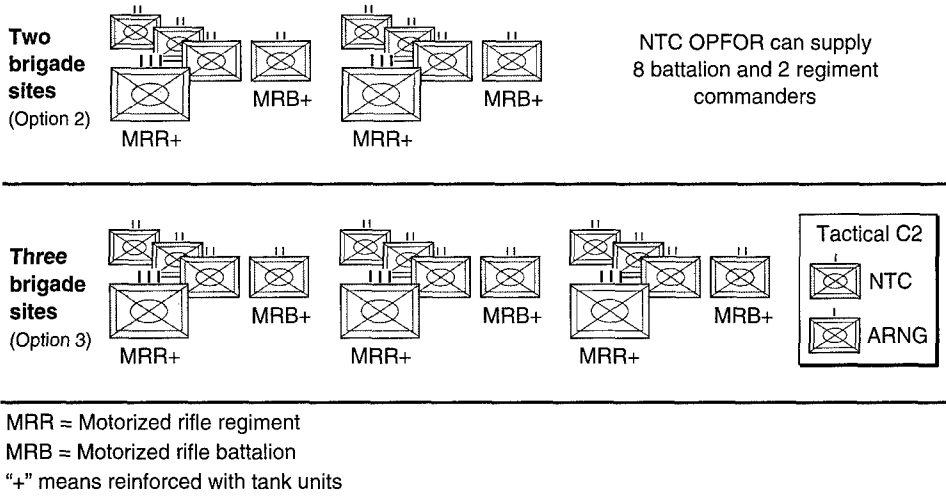 Two
brigade
sites
(Option 2)
MRR+
MRB+
MRR+
MRB+
NTC OPFOR can supply
8 battalion and 2 regiment
commanders
Three
brigade
sites
(Option 3)
MRR+
MRB+
MRR+
MRB+
MRR+
MRB+
Tactical C2
NTC
ARNG
MRR = Motorized rifle regiment
MRB = Motorized rifle battalion
“+” means reinforced with tank units